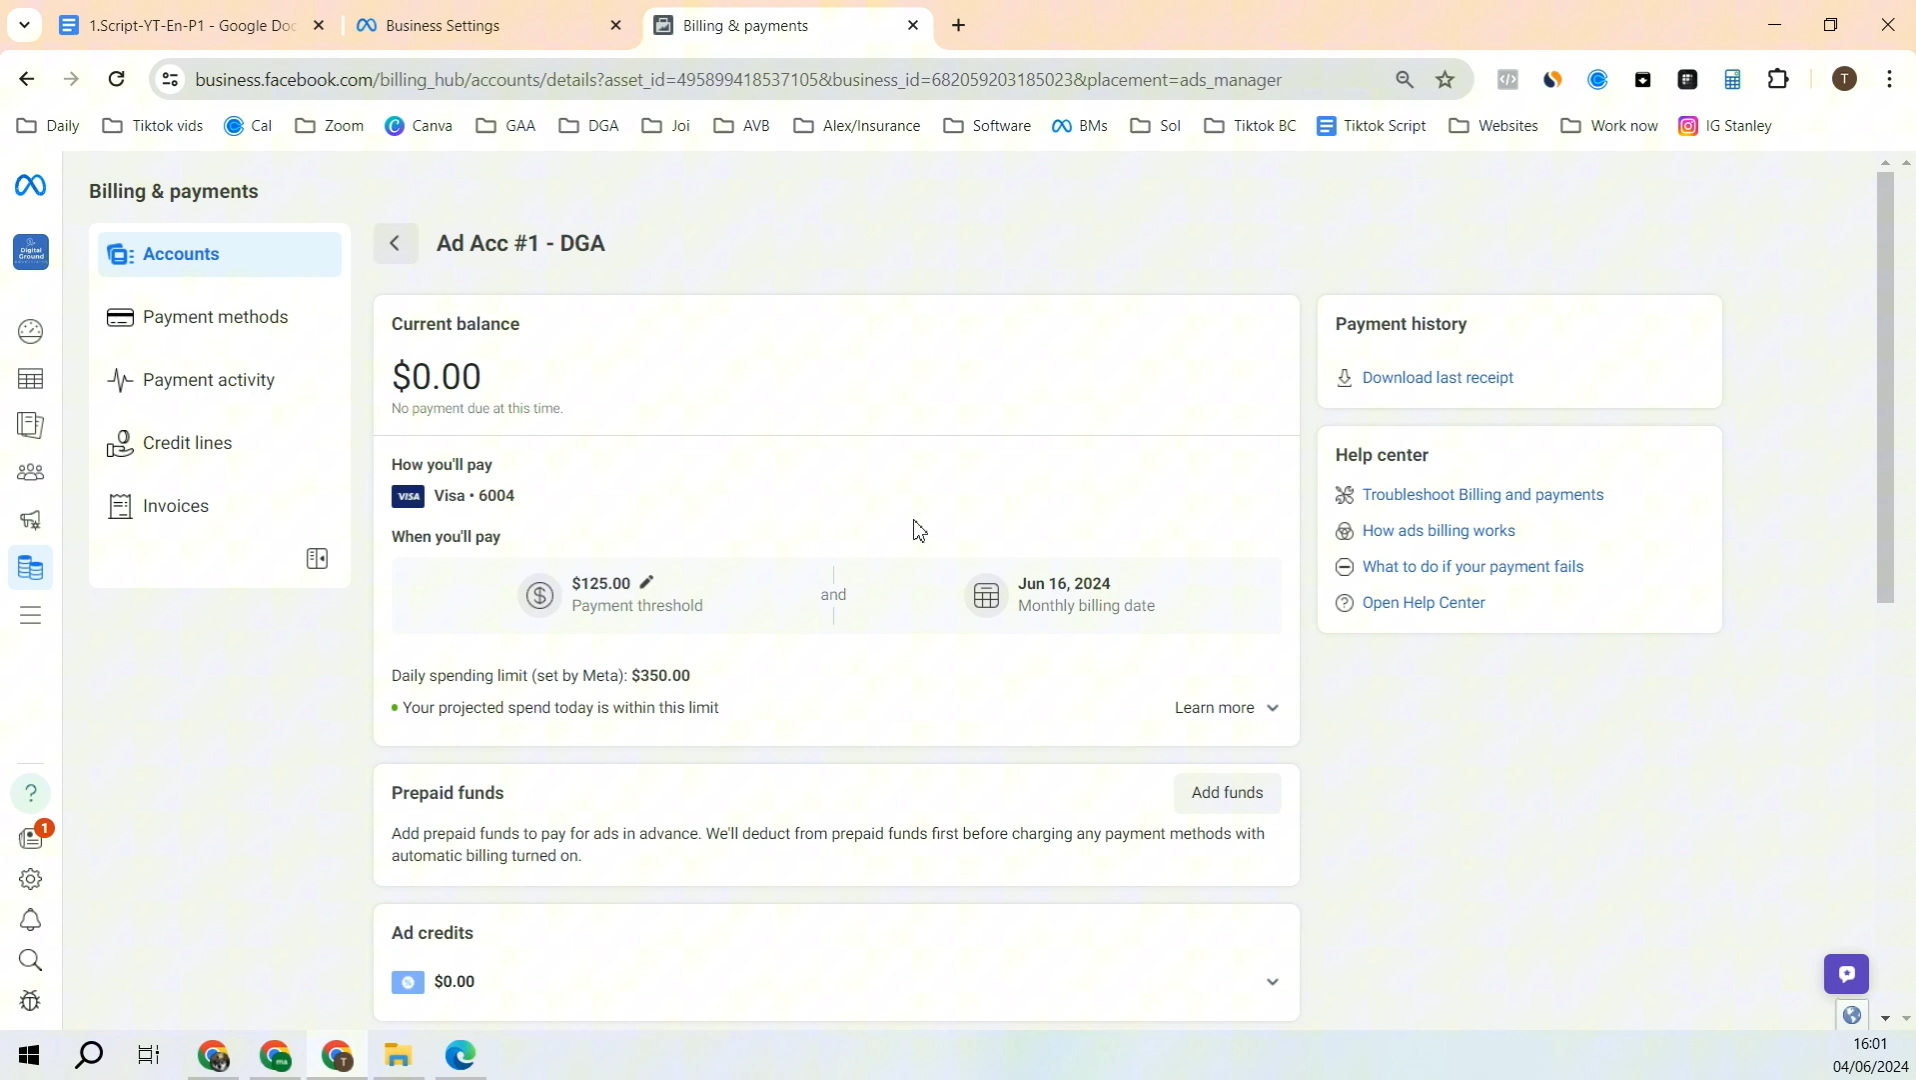 1.Script-YT-En-P1 - Google Doc
Business Settings
Billing & payments
business.facebook.com/billing_hub/accounts/details?asset_id=495899418537105&business_id=682059203185023&placement=ads_manager
T
Daily
Tiktok vids
Cal
Zoom
Canva
GAA
DGA
Joi
AVB
Alex/Insurance
Software
BMs
Sol
Tiktok BC
Tiktok Script
Websites
Work now
IG Stanley
Billing & payments
Digital
Ground
Accounts
Payment methods
Payment activity
Credit lines
Invoices
Ad Acc #1 - DGA
Current balance
$0.00
No payment due at this time.
How you'll pay
VISA Visa • 6004
When you'll pay
$125.00
Payment threshold
and
Jun 16, 2024
Monthly billing date
Daily spending limit (set by Meta): $350.00
Your projected spend today is within this limit
Learn more
Prepaid funds
Add funds
Add prepaid funds to pay for ads in advance. We'll deduct from prepaid funds first before charging any payment methods with
automatic billing turned on.
Ad credits
$0.00
Payment history
Download last receipt
Help center
Troubleshoot Billing and payments
How ads billing works
What to do if your payment fails
Open Help Center
1
ma
T
16:01
04/06/2024